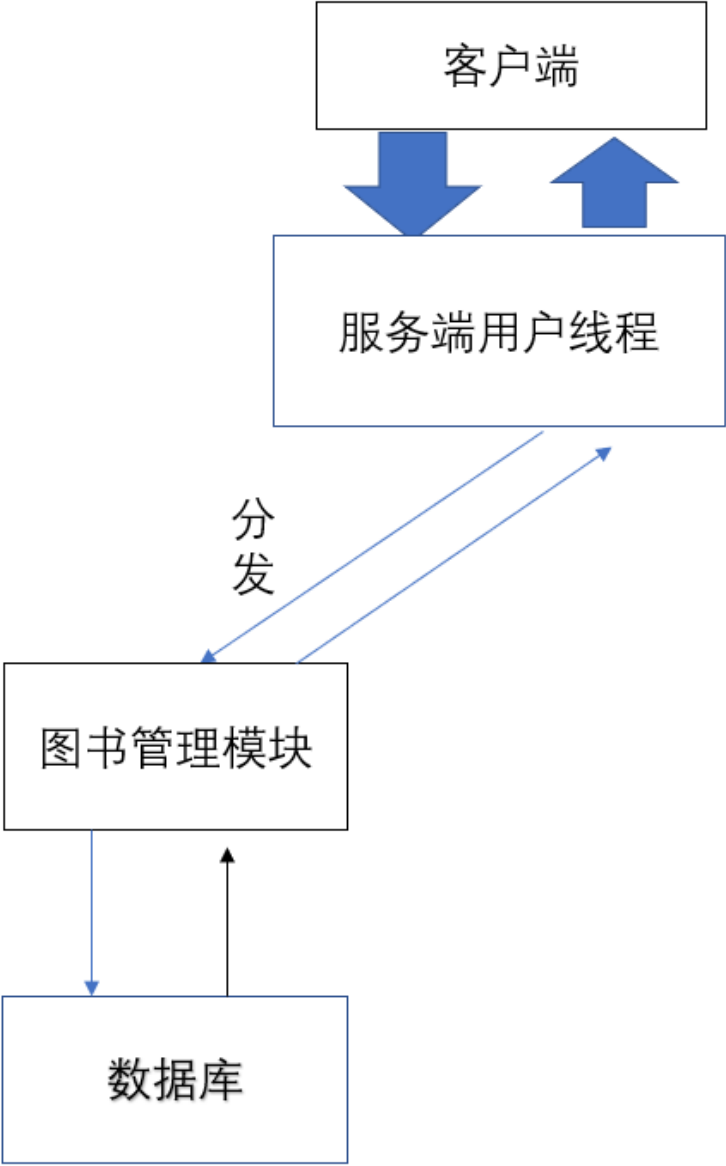 客户端
服务端用户线程
分
发
图书管理模块
数据库